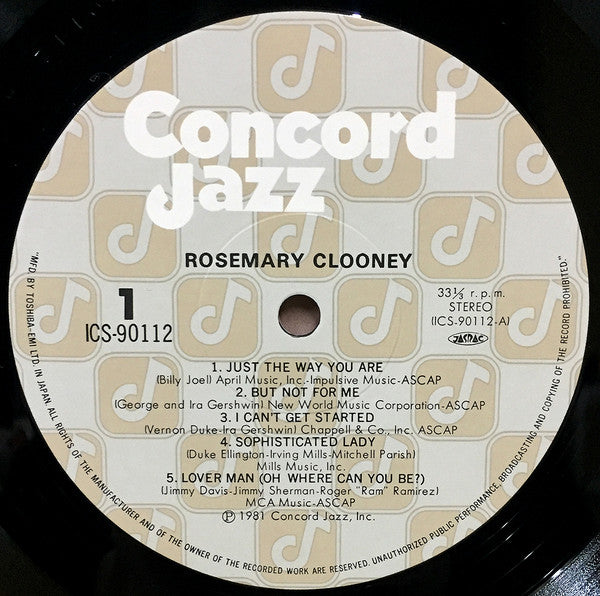 Concord
Jazz
ROSEMARY CLOONEY
1
ICS-90112
33⅓ r.p.m.
STEREO
(ICS-90112-A)
JASRAC
1. JUST THE WAY YOU ARE
(Billy Joel) April Music, Inc.-Impulsive Music-ASCAP
2. BUT NOT FOR ME
(George and Ira Gershwin) New World Music Corporation-ASCAP
3. I CAN'T GET STARTED
(Vernon Duke-Ira Gershwin) Chappell & Co., Inc. ASCAP
4. SOPHISTICATED LADY
(Duke Ellington-Irving Mills-Mitchell Parish)
Mills Music, Inc.
5. LOVER MAN (OH WHERE CAN YOU BE?)
(Jimmy Davis-Jimmy Sherman-Roger "Ram" Ramirez)
MCA Music-ASCAP
Ⓟ 1981 Concord Jazz, Inc.
"MFD. BY TOSHIBA-EMI LTD. IN JAPAN ALL RIGHTS OF THE MANUFACTURER AND OF THE OWNER OF THE RECORDED WORK ARE RESERVED. UNAUTHORIZED PUBLIC PERFORMANCE, BROADCASTING AND COPYING OF THE RECORD PROHIBITED."